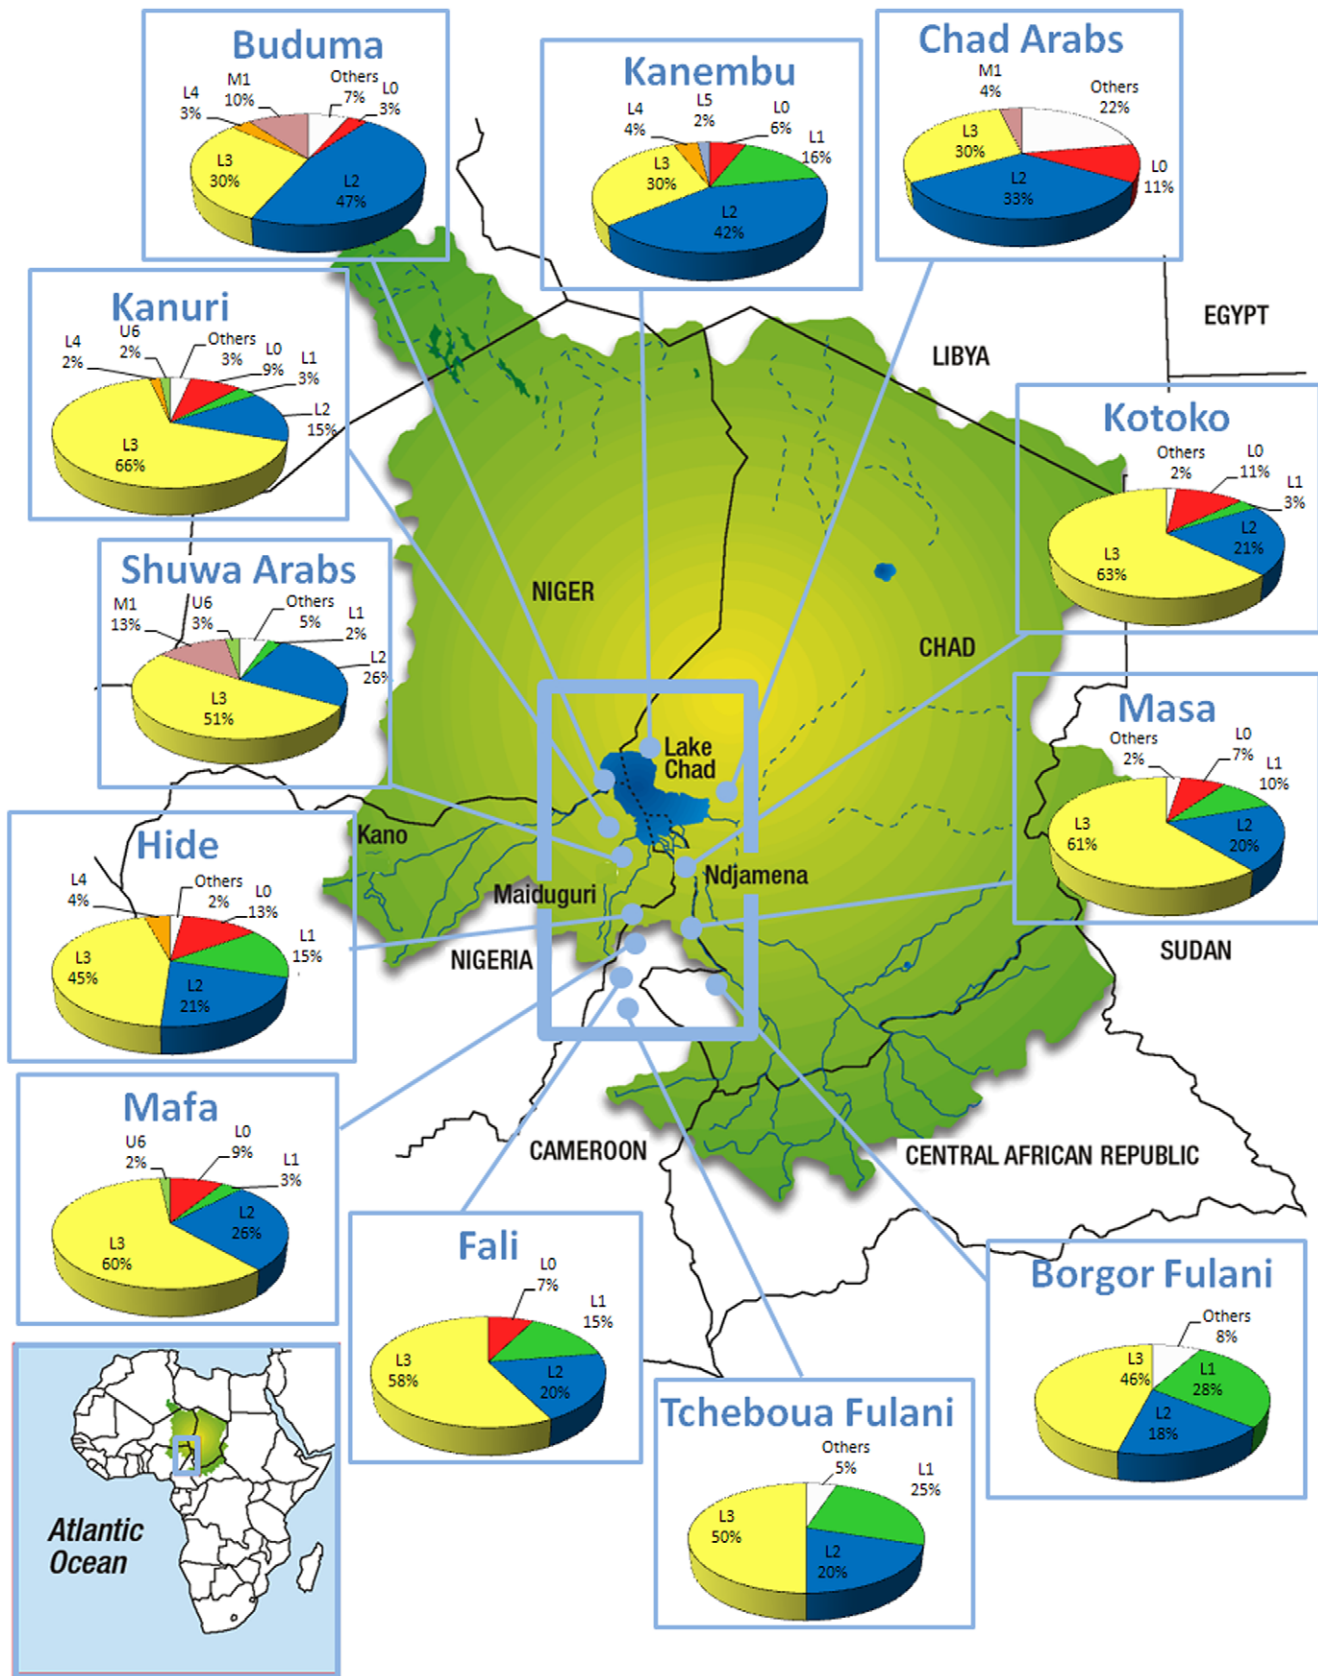 Buduma
L4
3%
M1
10%
Others
7%
L0
3%
L3
30%
L2
47%
Kanembu
L4
4%
L5
2%
L0
6%
L1
16%
L3
30%
L2
42%
Chad Arabs
M1
4%
Others
22%
L3
30%
L0
11%
L2
33%
Kanuri
L4
2%
U6
2%
Others
3%
L0
9%
L1
3%
L2
15%
L3
66%
EGYPT
LIBYA
Kotoko
Others
2%
L0
11%
L1
3%
L2
21%
L3
63%
Shuwa Arabs
M1
13%
U6
3%
Others
5%
L1
2%
L2
26%
L3
51%
NIGER
CHAD
Masa
Others
2%
L0
7%
L1
10%
L2
20%
L3
61%
Lake
Chad
Kano
Maiduguri
Ndjamena
NIGERIA
SUDAN
Hide
L4
4%
Others
2%
L0
13%
L1
15%
L3
45%
L2
21%
Mafa
U6
2%
L0
9%
L1
3%
L2
26%
L3
60%
CAMEROON
CENTRAL AFRICAN REPUBLIC
Fali
L0
7%
L1
15%
L3
58%
L2
20%
Borgor Fulani
Others
8%
L3
46%
L1
28%
L2
18%
Tcheboua Fulani
Others
5%
L1
25%
L3
50%
L2
20%
Atlantic
Ocean